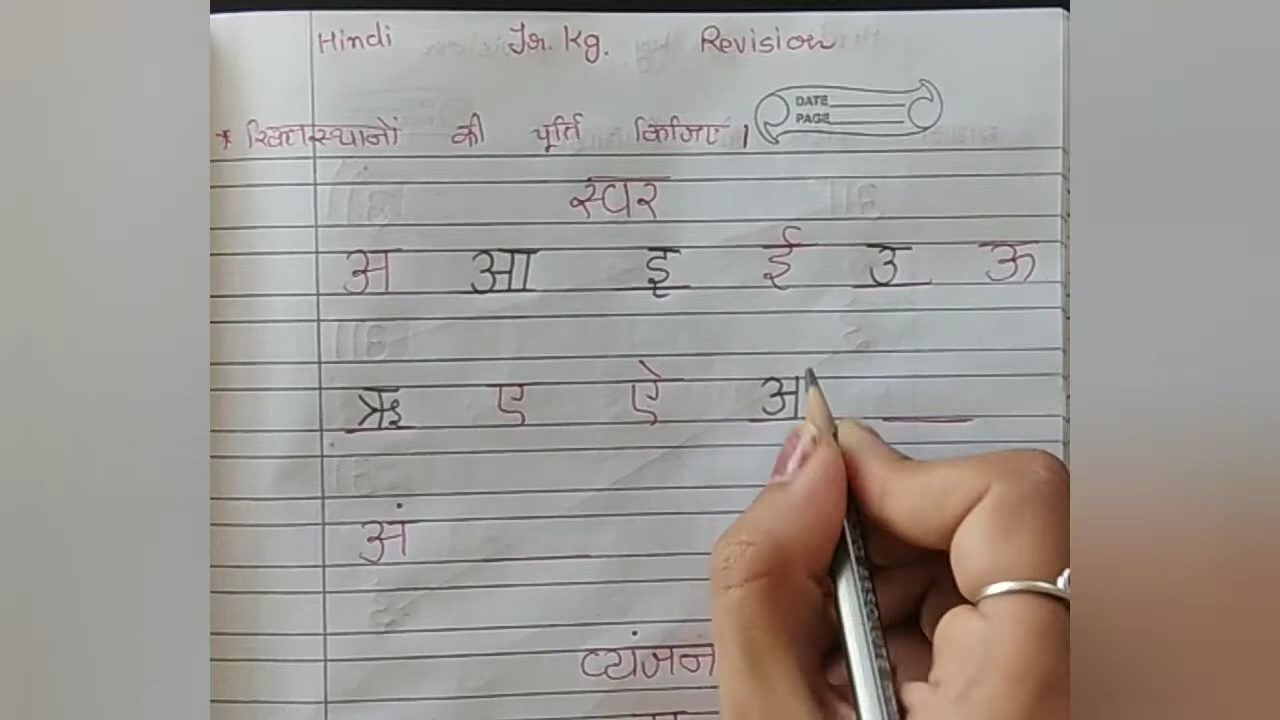 Hindi Jr. Kg. Revision
DATE
PAGE
* रिक्तस्थानों की पूर्ति किजिए।
स्वर
अ आ इ ई उ ऊ
ऋ ए ऐ अ
अं
व्यंजन